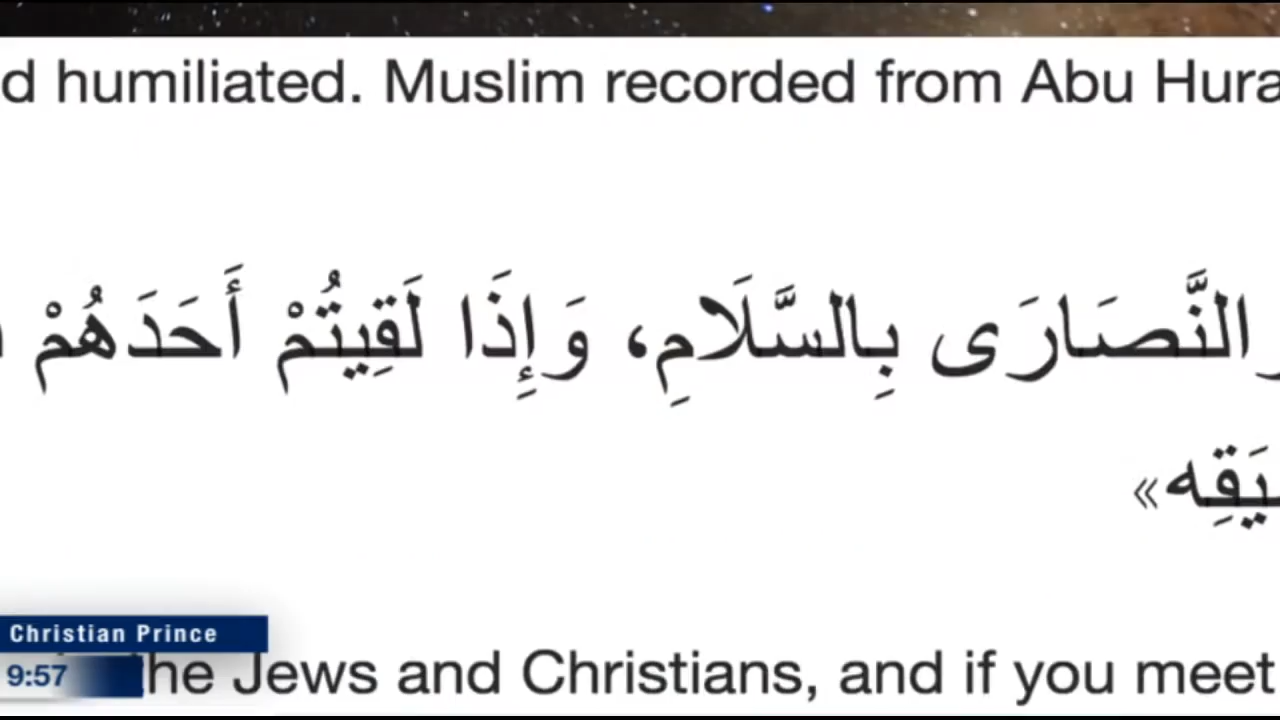 d humiliated. Muslim recorded from Abu Hura
النَّصَارَى بِالسَّلَامِ، وَإِذَا لَقِيتُمْ أَحَدَهُمْ
يَقِه»
Christian Prince
9:57
the Jews and Christians, and if you meet